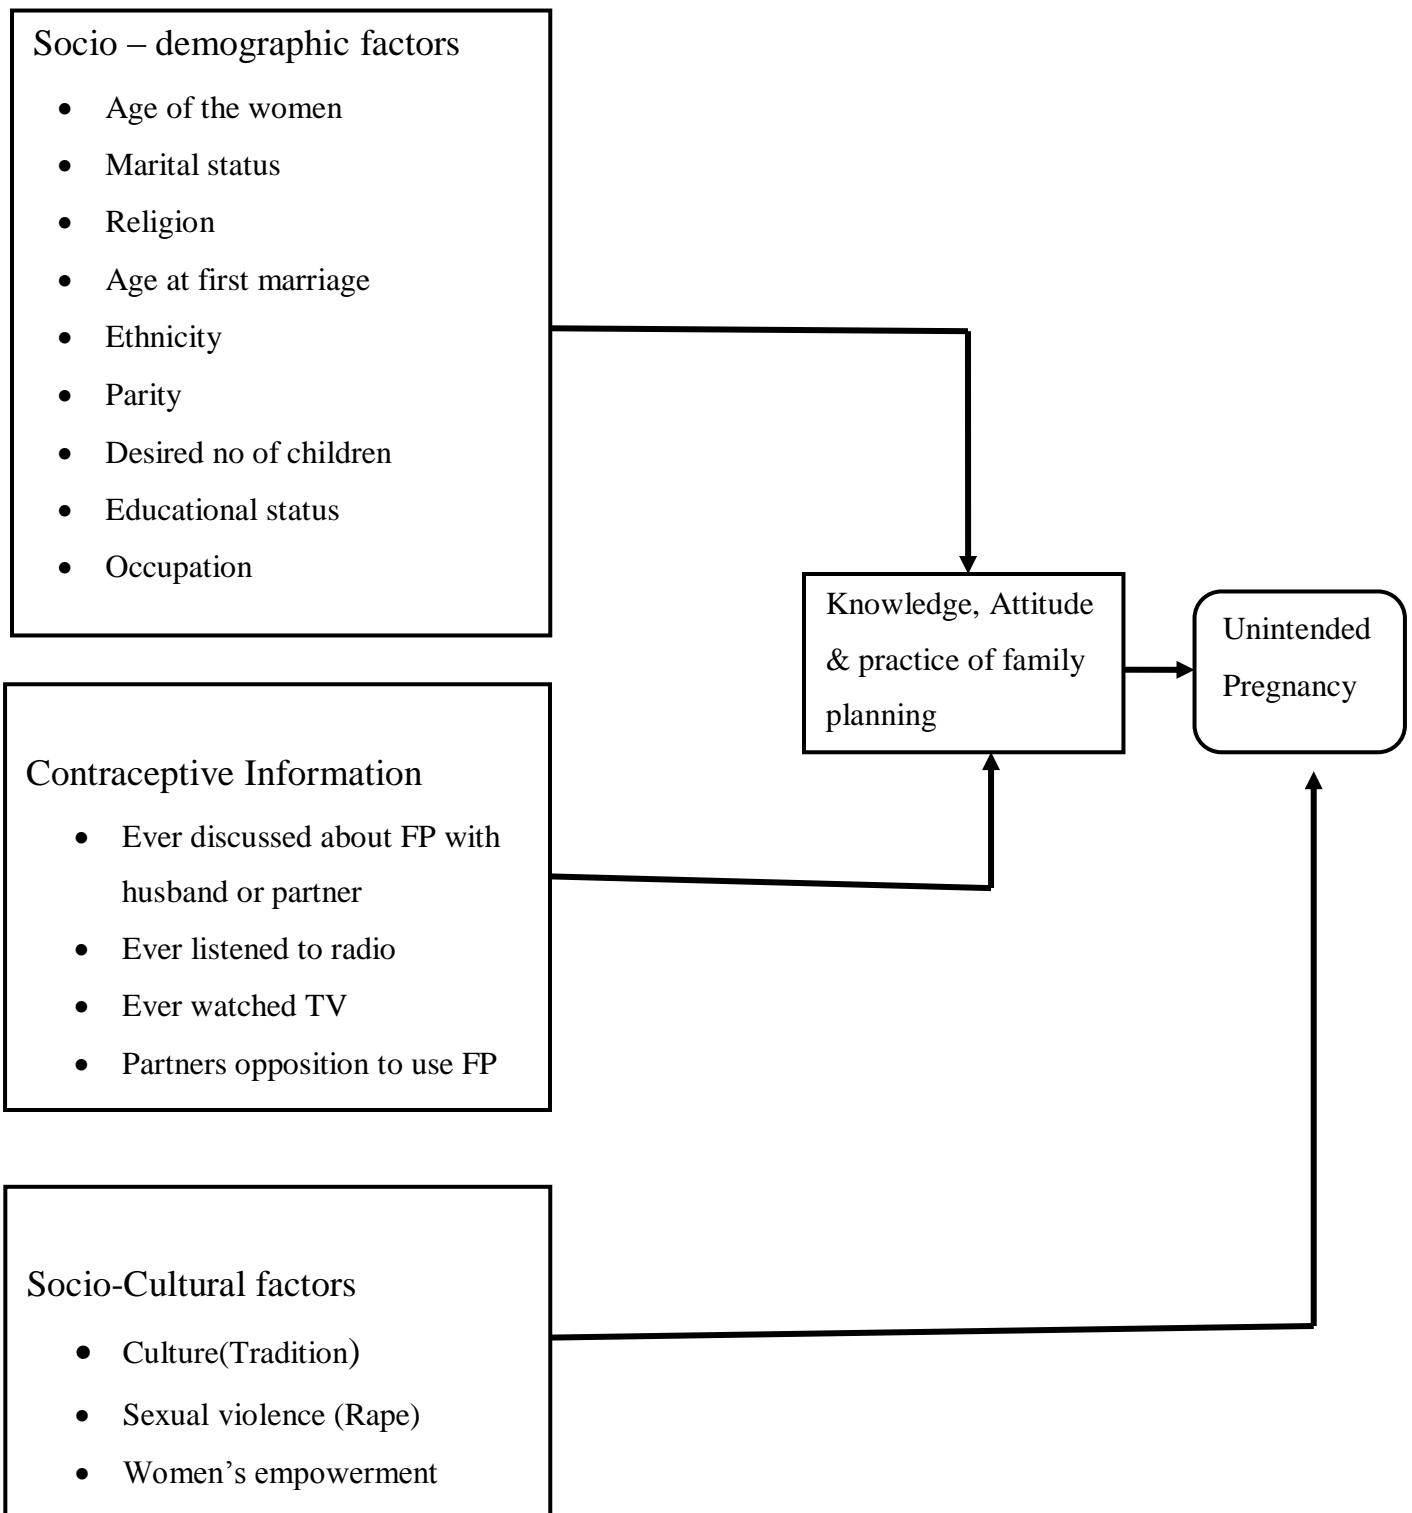 Socio – demographic factors
• Age of the women
• Marital status
• Religion
• Age at first marriage
• Ethnicity
• Parity
• Desired no of children
• Educational status
• Occupation
Knowledge, Attitude
& practice of family
planning
Unintended
Pregnancy
Contraceptive Information
• Ever discussed about FP with
husband or partner
• Ever listened to radio
• Ever watched TV
• Partners opposition to use FP
Socio-Cultural factors
• Culture(Tradition)
• Sexual violence (Rape)
• Women’s empowerment